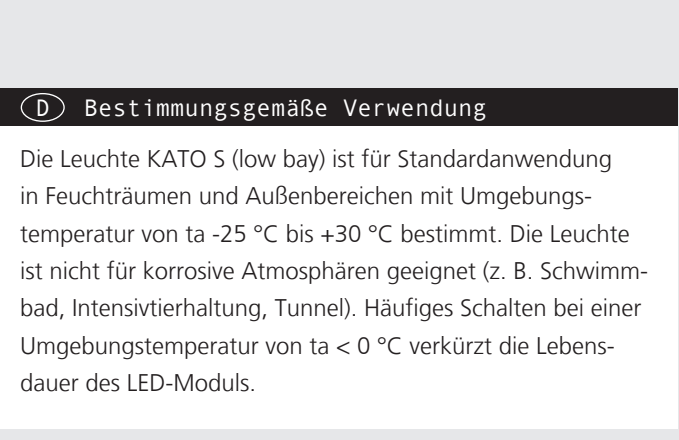 D Bestimmungsgemäße Verwendung
Die Leuchte KATO S (low bay) ist für Standardanwendung
in Feuchträumen und Außenbereichen mit Umgebungs-
temperatur von ta -25 °C bis +30 °C bestimmt. Die Leuchte
ist nicht für korrosive Atmosphären geeignet (z. B. Schwimm-
bad, Intensivtierhaltung, Tunnel). Häufiges Schalten bei einer
Umgebungstemperatur von ta < 0 °C verkürzt die Lebens-
dauer des LED-Moduls.